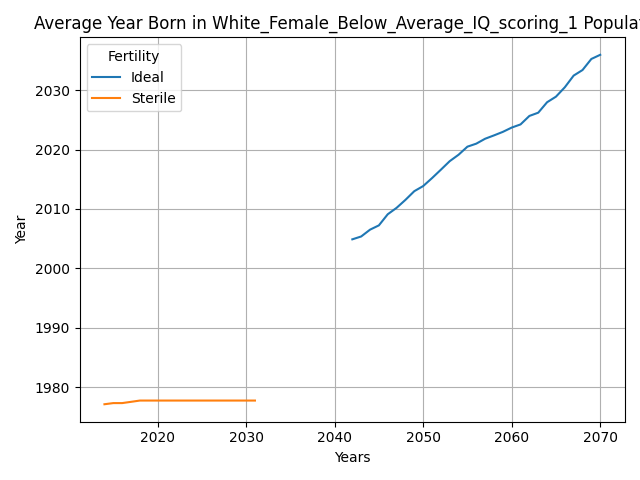 Average Year Born in White_Female_Below_Average_IQ_scoring_1 Populat
Fertility
Ideal
Sterile
Year
2030
2020
2010
2000
1990
1980
2020 2030 2040 2050 2060 2070
Years